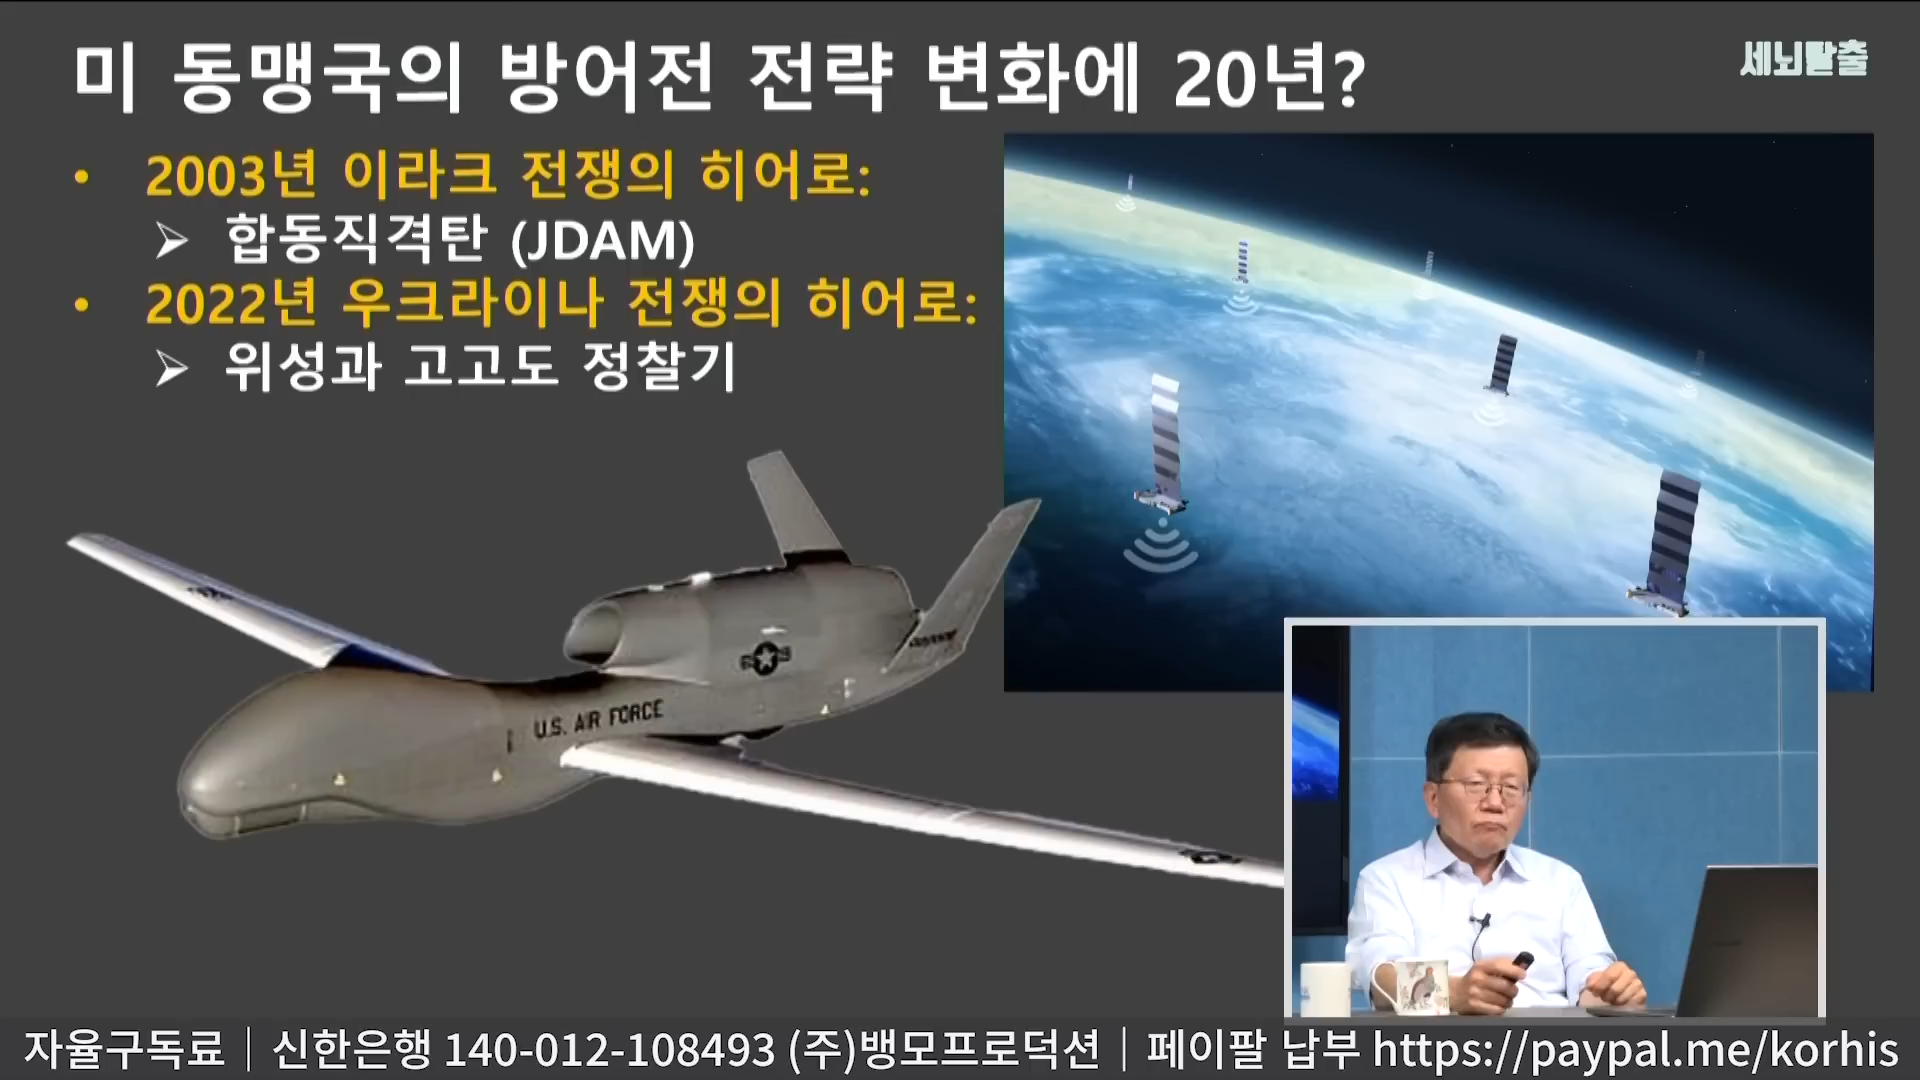 미 동맹국의 방어전 전략 변화에 20년?
세뇌탈출
• 2003년 이라크 전쟁의 히어로:
➢ 합동직격탄 (JDAM)
• 2022년 우크라이나 전쟁의 히어로:
➢ 위성과 고고도 정찰기
U.S. AIR FORCE
자율구독료｜신한은행 140-012-108493 (주)뱅모프로덕션｜페이팔 납부 https://paypal.me/korhis